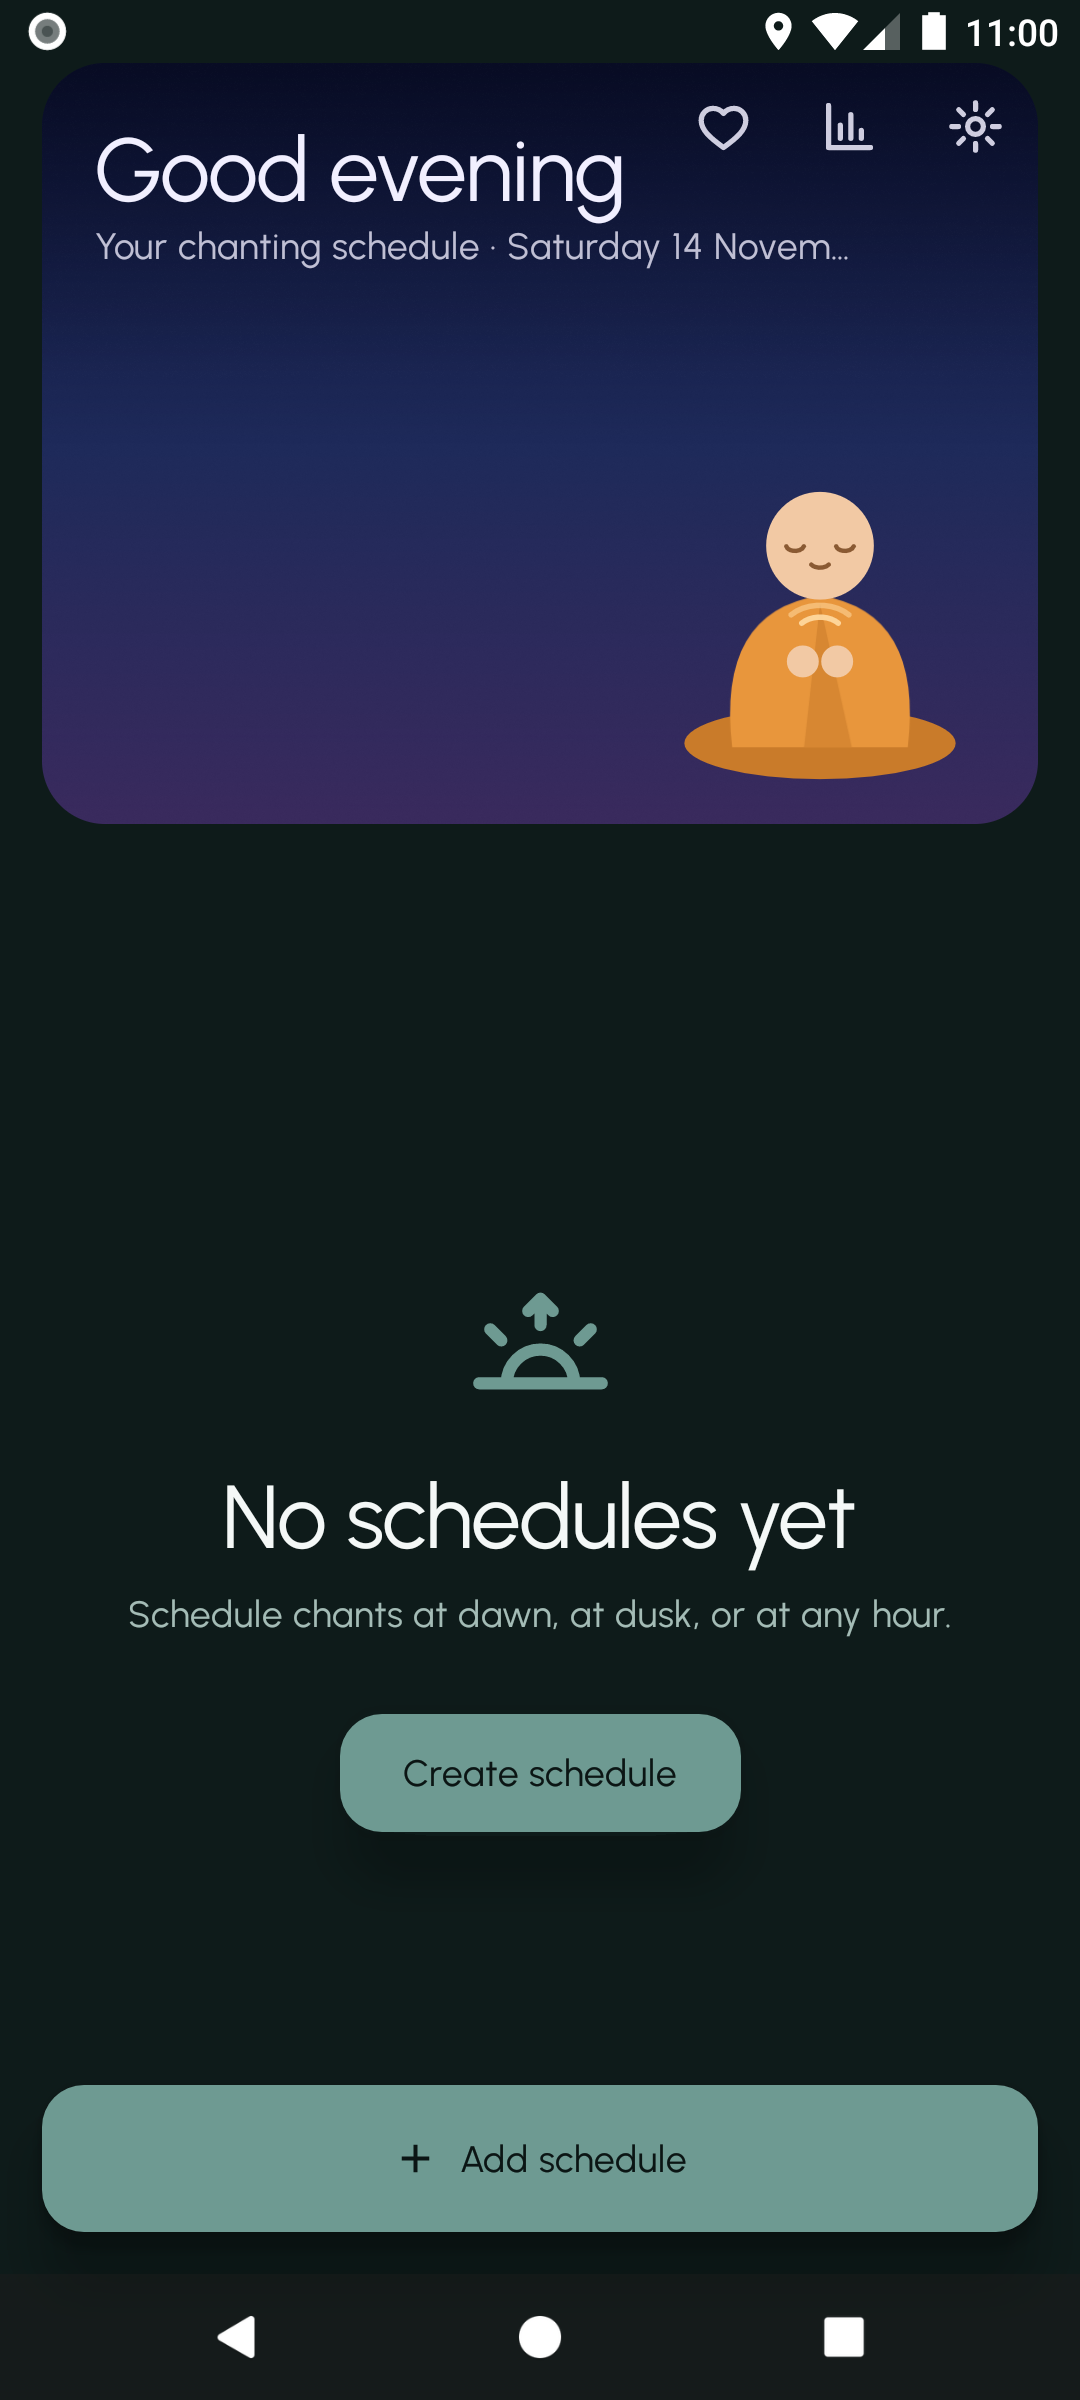 11:00
Good evening
Your chanting schedule · Saturday 14 Novem...
No schedules yet
Schedule chants at dawn, at dusk, or at any hour.
Create schedule
+ Add schedule